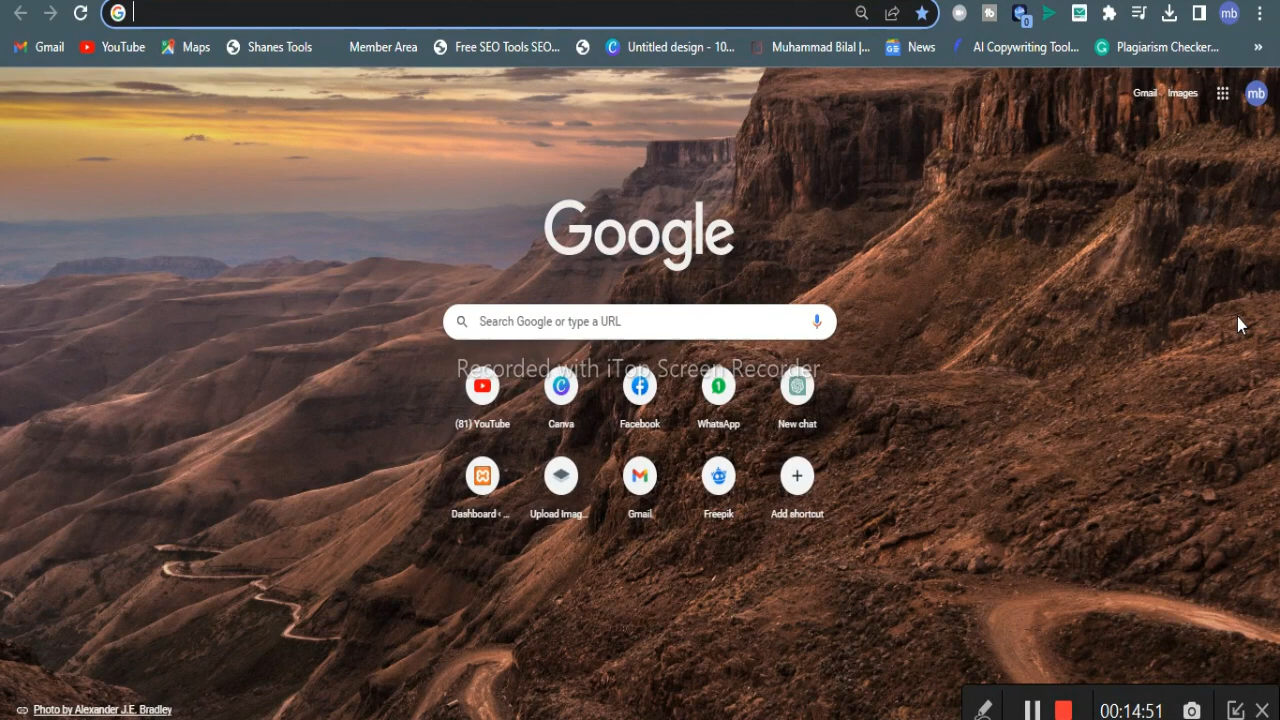 Gmail YouTube Maps Shanes Tools Member Area Free SEO Tools SEO... Untitled design - 10... Muhammad Bilal |... News AI Copywriting Tool... Plagiarism Checker... »
0
mb
Gmail Images mb
Google
Search Google or type a URL
Recorded with iTop Screen Recorder
(81) YouTube Canva Facebook WhatsApp New chat
Dashboard ‹ ... Upload Imag... Gmail Freepik Add shortcut
Photo by Alexander J.E. Bradley
00:14:51